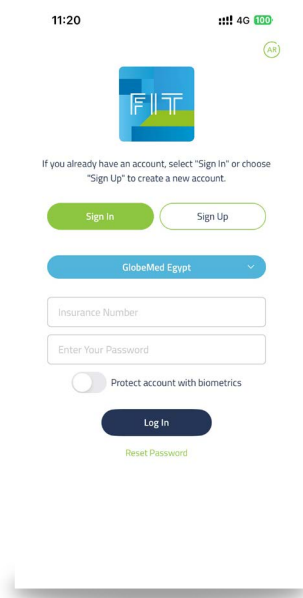 11:20
4G 100
AR
FIT
If you already have an account, select "Sign In" or choose
"Sign Up" to create a new account.
Sign In
Sign Up
GlobeMed Egypt
Insurance Number
Enter Your Password
Protect account with biometrics
Log In
Reset Password